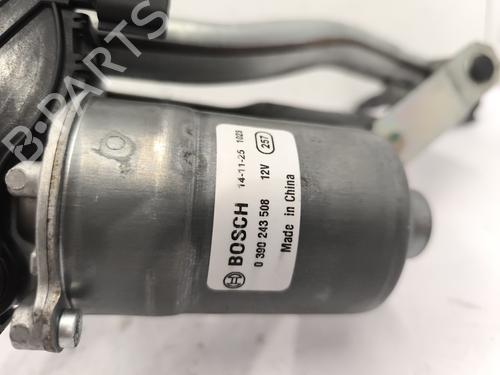 B-PARTS
BOSCH
14-11-25 1023
0 390 243 508 12V 257
Made in China